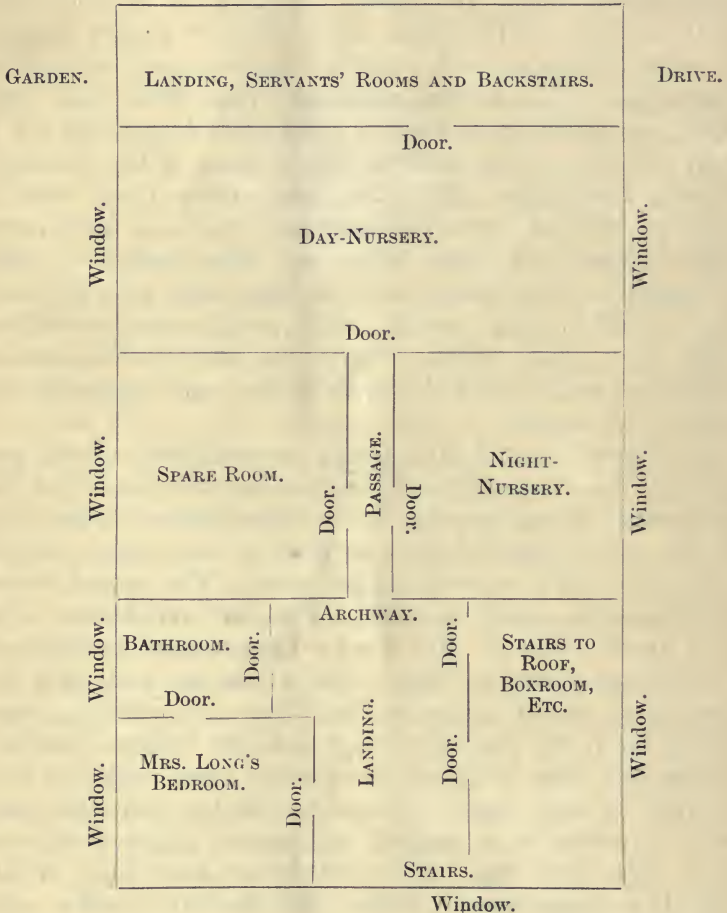 GARDEN.
LANDING, SERVANTS' ROOMS AND BACKSTAIRS.
DRIVE.
Door.
Window.
DAY-NURSERY.
Window.
Door.
Window.
SPARE ROOM.
Door.
PASSAGE.
Door.
NIGHT-
NURSERY.
Window.
ARCHWAY.
Window.
BATHROOM.
Door.
Door.
STAIRS TO
ROOF,
BOXROOM,
ETC.
Door.
LANDING.
Door.
Window.
MRS. LONG'S
BEDROOM.
Window.
Door.
STAIRS.
Window.